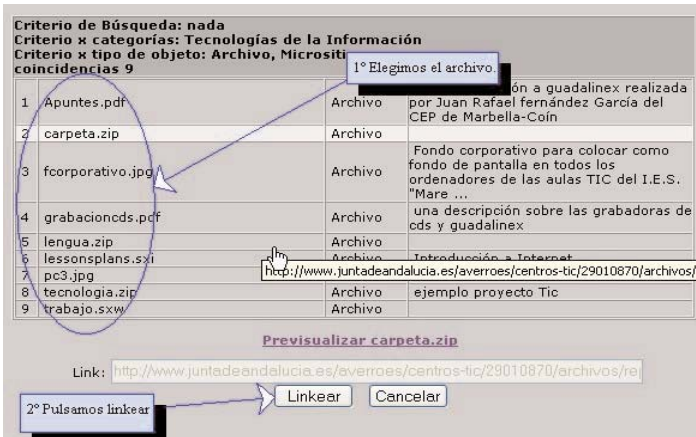 Criterio de Búsqueda: nada
Criterio x categorías: Tecnologías de la Información
Criterio x tipo de objeto: Archivo, Micrositi
coincidencias 9
1º Elegimos el archivo.
1 Apuntes.pdf Archivo ón a guadalinex realizada
por Juan Rafael fernández García del
CEP de Marbella-Coín
2 carpeta.zip Archivo
3 fcorporativo.jpg Archivo Fondo corporativo para colocar como
fondo de pantalla en todos los
ordenadores de las aulas TIC del I.E.S.
"Mare ...
4 grabacioncds.pdf Archivo una descripción sobre las grabadoras de
cds y guadalinex
5 lengua.zip Archivo
6 lessonsplans.sxi Archivo Introducción a Internet
7 pc3.jpg http://www.juntadeandalucia.es/averroes/centros-tic/29010870/archivos/
8 tecnologia.zip Archivo ejemplo proyecto Tic
9 trabajo.sxw Archivo
Previsualizar carpeta.zip
Link: http://www.juntadeandalucia.es/averroes/centros-tic/29010870/archivos/rep
2º Pulsamos linkear
Linkear Cancelar